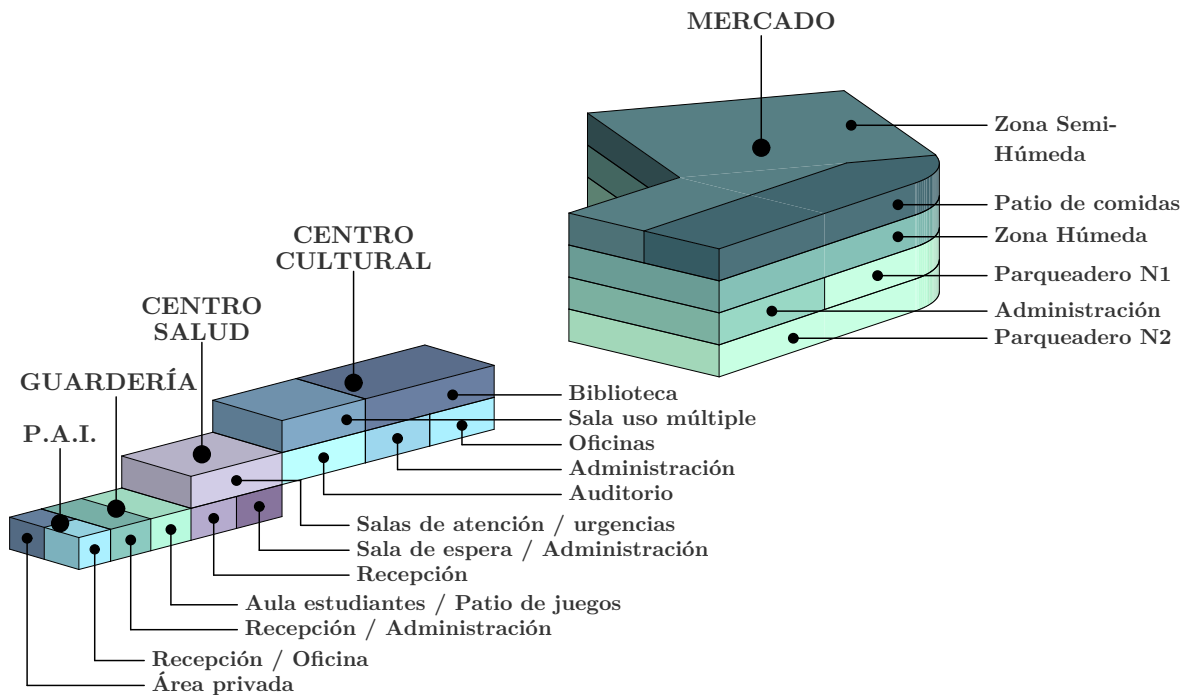 MERCADO
Zona Semi-
Húmeda
Patio de comidas
Zona Húmeda
Parqueadero N1
Administración
Parqueadero N2
CENTRO
CULTURAL
CENTRO
SALUD
GUARDERÍA
P.A.I.
Biblioteca
Sala uso múltiple
Oficinas
Administración
Auditorio
Salas de atención / urgencias
Sala de espera / Administración
Recepción
Aula estudiantes / Patio de juegos
Recepción / Administración
Recepción / Oficina
Área privada